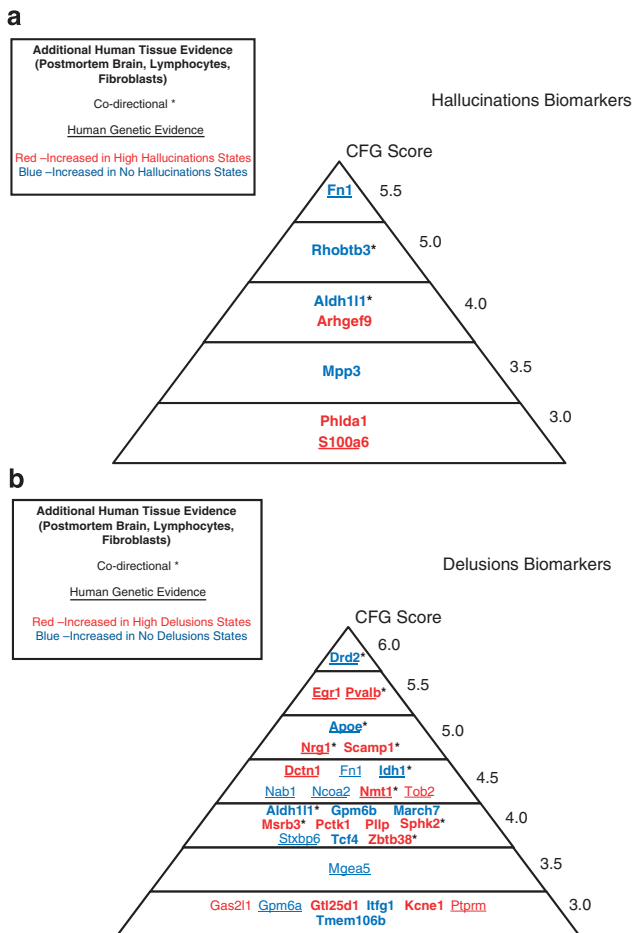 a
Additional Human Tissue Evidence
(Postmortem Brain, Lymphocytes,
Fibroblasts)
Co-directional *
Human Genetic Evidence
Red –Increased in High Hallucinations States
Blue –Increased in No Hallucinations States
Hallucinations Biomarkers
CFG Score
Fn1 5.5
Rhobtb3* 5.0
Aldh1l1* 4.0
Arhgef9
Mpp3 3.5
Phlda1 3.0
S100a6
b
Additional Human Tissue Evidence
(Postmortem Brain, Lymphocytes,
Fibroblasts)
Co-directional *
Human Genetic Evidence
Red –Increased in High Delusions States
Blue –Increased in No Delusions States
Delusions Biomarkers
CFG Score
Drd2* 6.0
Egr1 Pvalb* 5.5
Apoe* 5.0
Nrg1* Scamp1*
Dctn1 Fn1 Idh1* 4.5
Nab1 Ncoa2 Nmt1* Tob2
Aldh1l1* Gpm6b March7 4.0
Msrb3* Pctk1 Pllp Sphk2*
Stxbp6 Tcf4 Zbtb38*
Mgea5 3.5
Gas2l1 Gpm6a Gtl25d1 Itfg1 Kcne1 Ptprm 3.0
Tmem106b